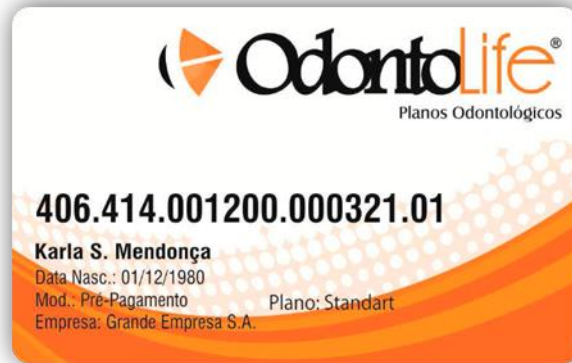 OdontoLife®
Planos Odontológicos
406.414.001200.000321.01
Karla S. Mendonça
Data Nasc.: 01/12/1980
Mod.: Pré-Pagamento Plano: Standart
Empresa: Grande Empresa S.A.